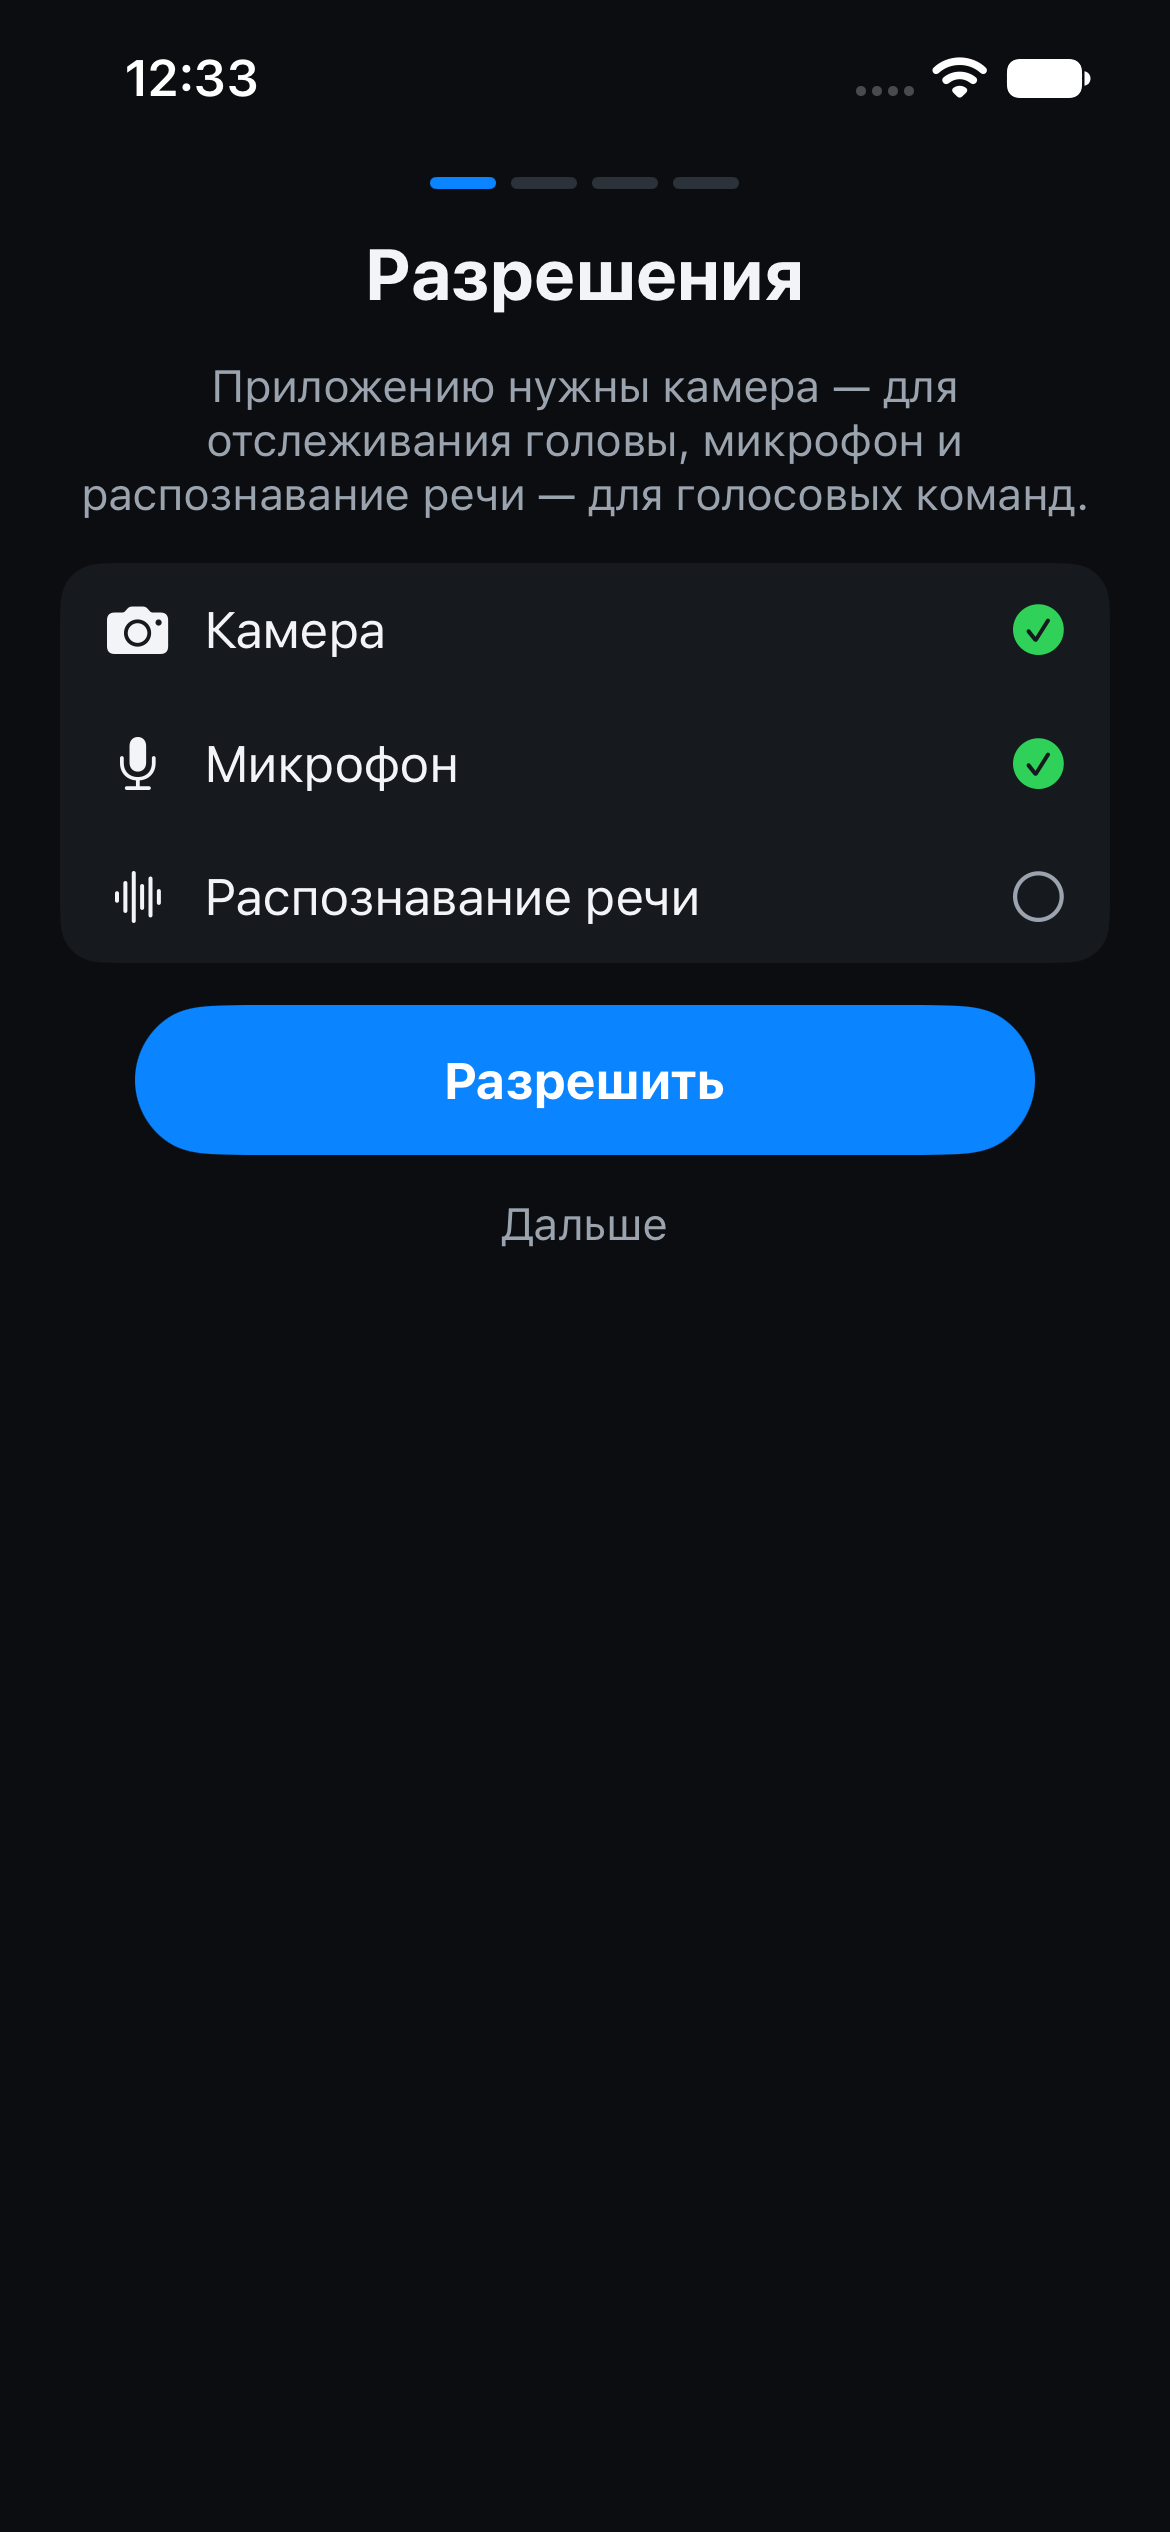 12:33
Разрешения
Приложению нужны камера — для
отслеживания головы, микрофон и
распознавание речи — для голосовых команд.
Камера
Микрофон
Распознавание речи
Разрешить
Дальше